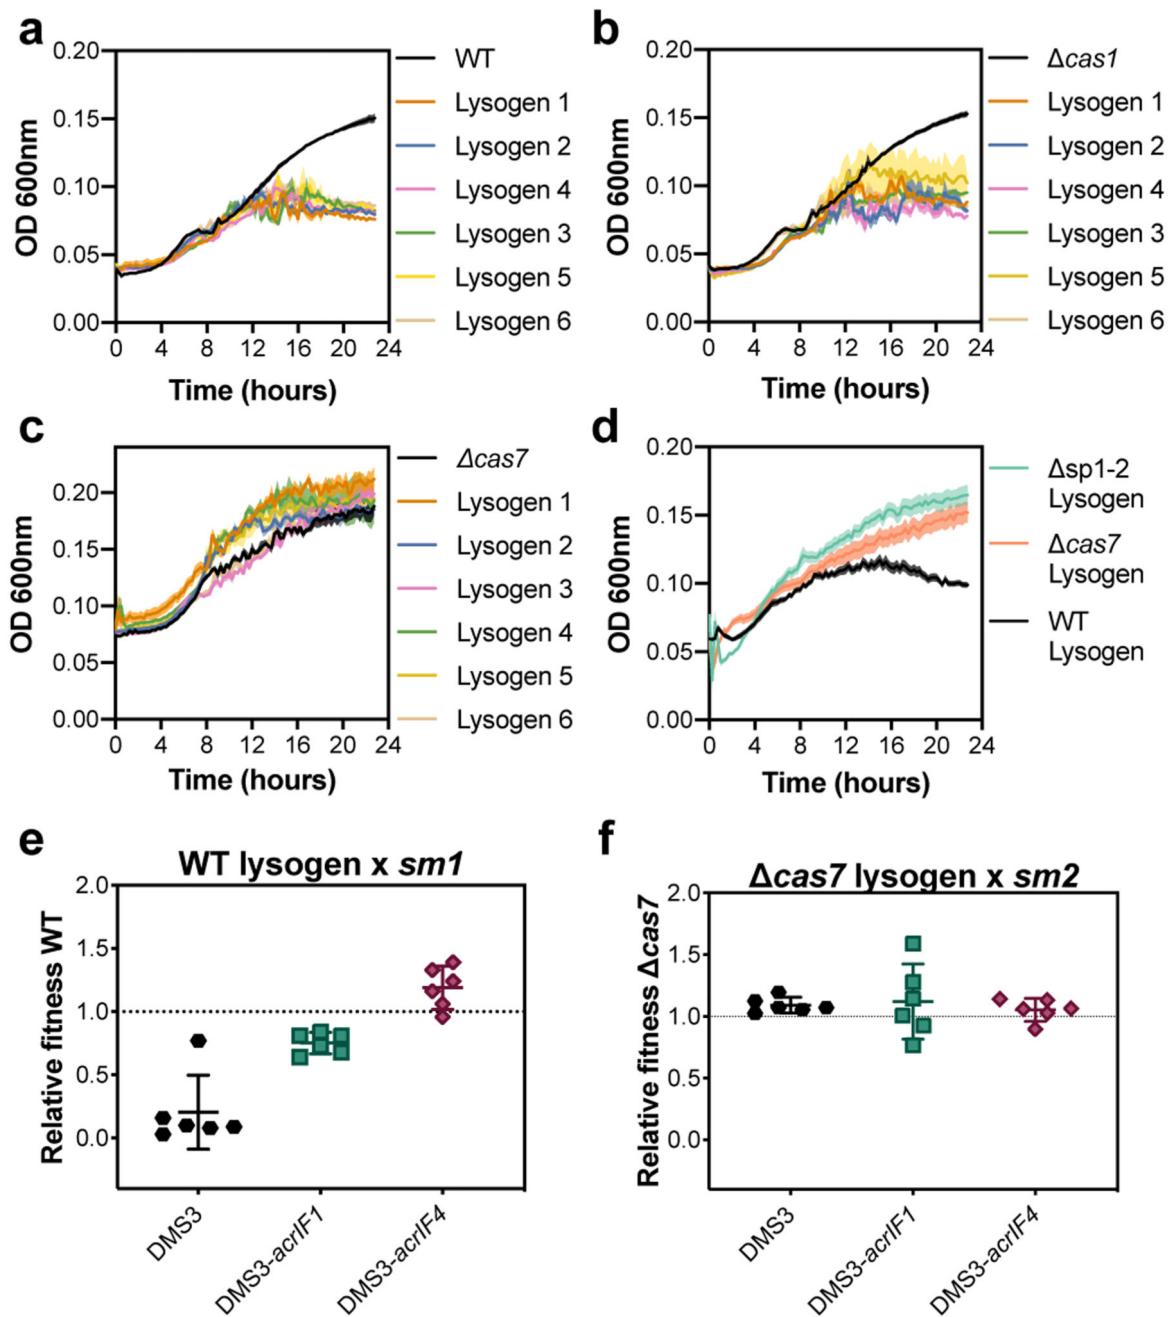 a
0.20
0.15
0.10
0.05
0.00
OD 600nm
0 4 8 12 16 20 24
Time (hours)
WT
Lysogen 1
Lysogen 2
Lysogen 4
Lysogen 3
Lysogen 5
Lysogen 6
b
0.20
0.15
0.10
0.05
0.00
OD 600nm
0 4 8 12 16 20 24
Time (hours)
Δcas1
Lysogen 1
Lysogen 2
Lysogen 4
Lysogen 3
Lysogen 5
Lysogen 6
c
0.20
0.15
0.10
0.05
0.00
OD 600nm
0 4 8 12 16 20 24
Time (hours)
Δcas7
Lysogen 1
Lysogen 2
Lysogen 3
Lysogen 4
Lysogen 5
Lysogen 6
d
0.20
0.15
0.10
0.05
0.00
OD 600nm
0 4 8 12 16 20 24
Time (hours)
Δsp1-2
Lysogen
Δcas7
Lysogen
WT
Lysogen
e
WT lysogen x sm1
2.0
1.5
1.0
0.5
0.0
Relative fitness WT
DMS3
DMS3-acrIF1
DMS3-acrIF4
f
Δcas7 lysogen x sm2
2.0
1.5
1.0
0.5
0.0
Relative fitness Δcas7
DMS3
DMS3-acrIF1
DMS3-acrIF4